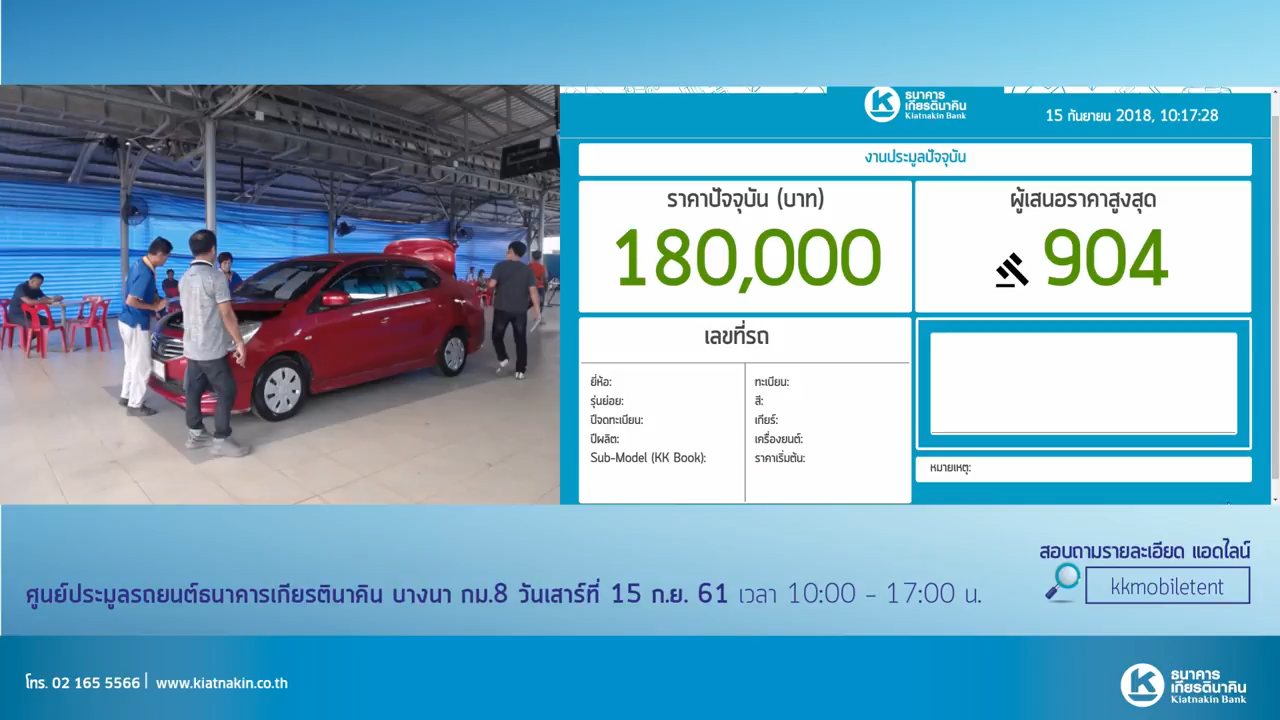 ธนาคาร
เกียรตินาคิน
Kiatnakin Bank
15 กันยายน 2018, 10:17:28
งานประมูลปัจจุบัน
ราคาปัจจุบัน (บาท)
180,000
ผู้เสนอราคาสูงสุด
904
เลขที่รถ
ยี่ห้อ:
รุ่นย่อย:
ปีจดทะเบียน:
ปีผลิต:
Sub-Model (KK Book):
ทะเบียน:
สี:
เกียร์:
เครื่องยนต์:
ราคาเริ่มต้น:
หมายเหตุ:
สอบถามรายละเอียด แอดไลน์
kkmobiletent
ศูนย์ประมูลรถยนต์ธนาคารเกียรตินาคิน บางนา กม.8 วันเสาร์ที่ 15 ก.ย. 61 เวลา 10:00 - 17:00 น.
โทร. 02 165 5566 | www.kiatnakin.co.th
ธนาคาร
เกียรตินาคิน
Kiatnakin Bank